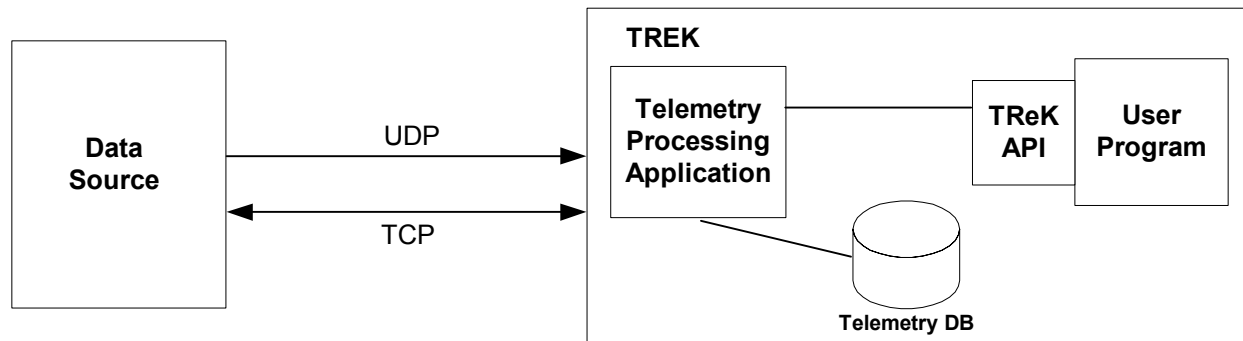 Data
Source
UDP
TCP
TREK
Telemetry
Processing
Application
TReK
API
User
Program
Telemetry DB